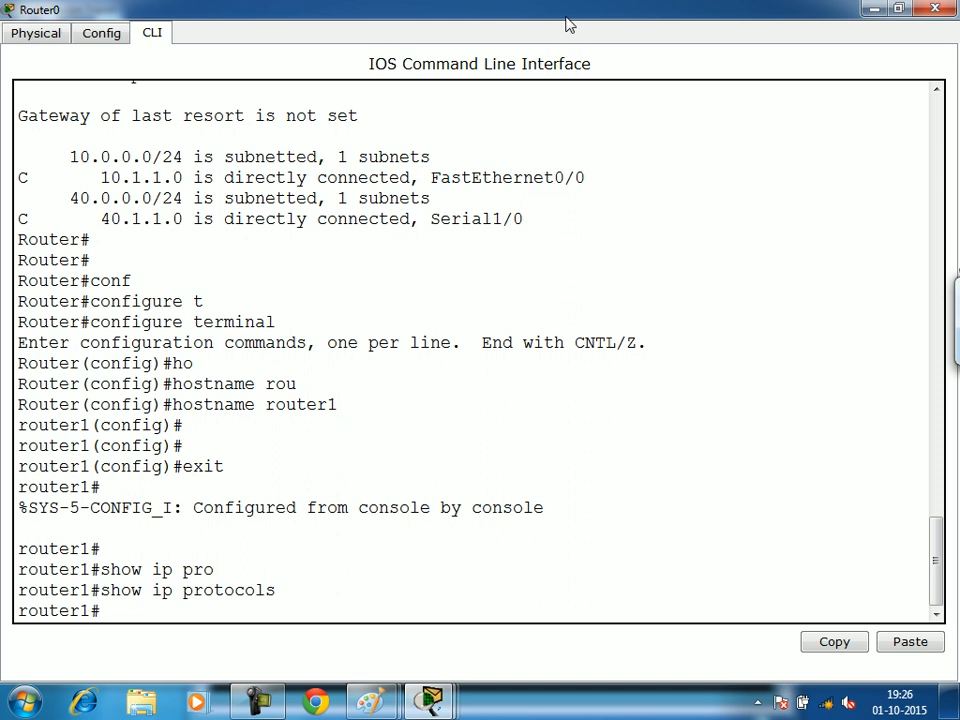 Router0
Physical
Config
CLI
IOS Command Line Interface
Gateway of last resort is not set
10.0.0.0/24 is subnetted, 1 subnets
C 10.1.1.0 is directly connected, FastEthernet0/0
40.0.0.0/24 is subnetted, 1 subnets
C 40.1.1.0 is directly connected, Serial1/0
Router#
Router#
Router#conf
Router#configure t
Router#configure terminal
Enter configuration commands, one per line. End with CNTL/Z.
Router(config)#ho
Router(config)#hostname rou
Router(config)#hostname router1
router1(config)#
router1(config)#
router1(config)#exit
router1#
%SYS-5-CONFIG_I: Configured from console by console
router1#
router1#show ip pro
router1#show ip protocols
router1#
Copy
Paste
19:26
01-10-2015